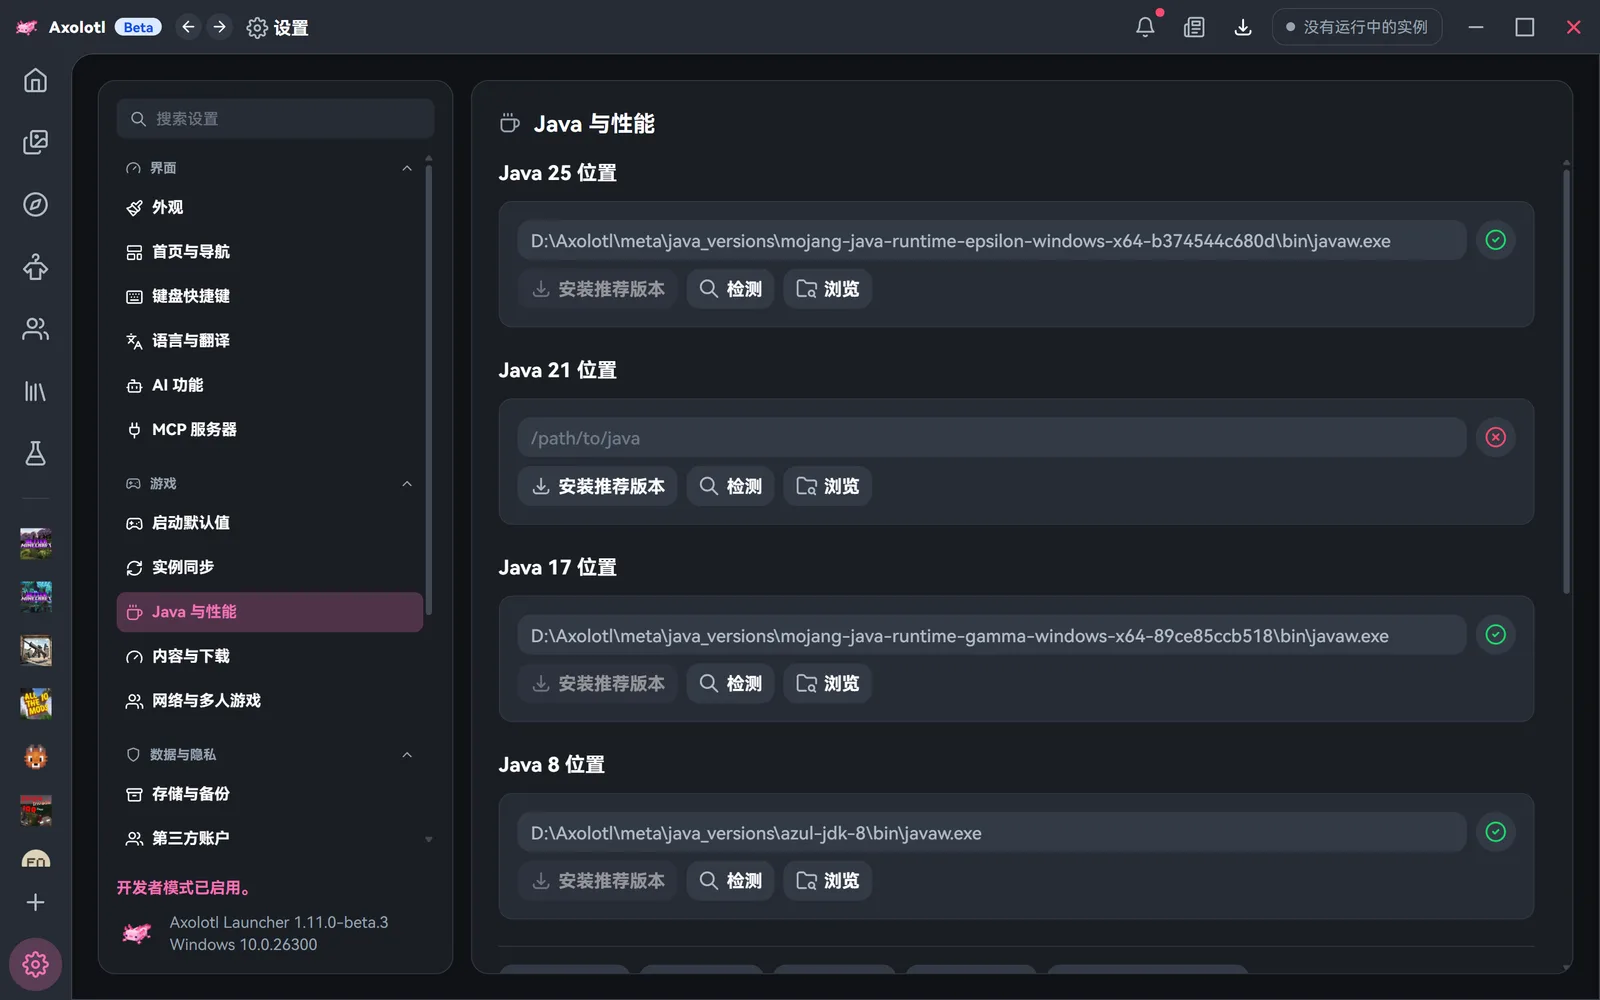 Axolotl Beta 设置 没有运行中的实例
搜索设置
界面
外观
首页与导航
键盘快捷键
语言与翻译
AI 功能
MCP 服务器
游戏
启动默认值
实例同步
Java 与性能
内容与下载
网络与多人游戏
数据与隐私
存储与备份
第三方账户
开发者模式已启用。
Axolotl Launcher 1.11.0-beta.3
Windows 10.0.26300
Java 与性能
Java 25 位置
D:\Axolotl\meta\java_versions\mojang-java-runtime-epsilon-windows-x64-b374544c680d\bin\javaw.exe
安装推荐版本 检测 浏览
Java 21 位置
/path/to/java
安装推荐版本 检测 浏览
Java 17 位置
D:\Axolotl\meta\java_versions\mojang-java-runtime-gamma-windows-x64-89ce85ccb518\bin\javaw.exe
安装推荐版本 检测 浏览
Java 8 位置
D:\Axolotl\meta\java_versions\azul-jdk-8\bin\javaw.exe
安装推荐版本 检测 浏览